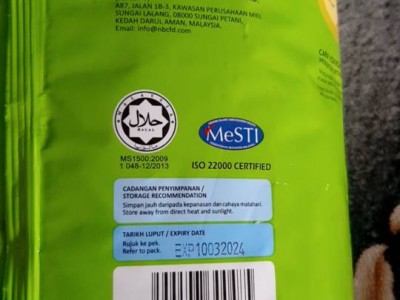 A87, JALAN 1B-3, KAWASAN PERUSAHAAN MIEL
SUNGAI LALANG, 08000 SUNGAI PETANI,
KEDAH DARUL AMAN, MALAYSIA.
Email: info@nbcfd.com
MALAYSIA
حلال
HALAL
MeSTI
MS1500:2009
1 048-12/2013
ISO 22000 CERTIFIED
CADANGAN PENYIMPANAN /
STORAGE RECOMMENDATION
Simpan jauh daripada kepanasan dan cahaya matahari.
Store away from direct heat and sunlight.
TARIKH LUPUT / EXPIRY DATE
Rujuk ke pek.
Refer to pack.
EXP10032024